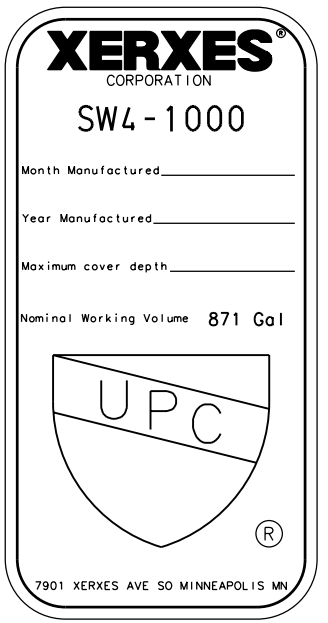 XERXES®
CORPORATION
SW4-1000
Month Manufactured
Year Manufactured
Maximum cover depth
Nominal Working Volume 871 Gal
UPC
®
7901 XERXES AVE SO MINNEAPOLIS MN